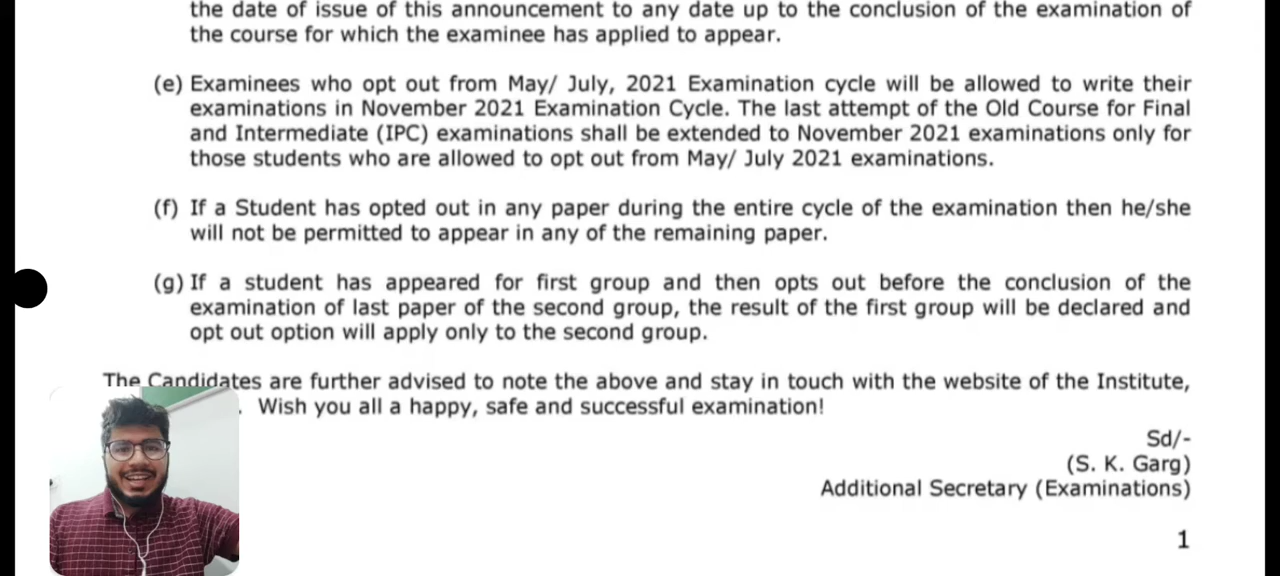 the date of issue of this announcement to any date up to the conclusion of the examination of
the course for which the examinee has applied to appear.
(e) Examinees who opt out from May/ July, 2021 Examination cycle will be allowed to write their
examinations in November 2021 Examination Cycle. The last attempt of the Old Course for Final
and Intermediate (IPC) examinations shall be extended to November 2021 examinations only for
those students who are allowed to opt out from May/ July 2021 examinations.
(f) If a Student has opted out in any paper during the entire cycle of the examination then he/she
will not be permitted to appear in any of the remaining paper.
(g) If a student has appeared for first group and then opts out before the conclusion of the
examination of last paper of the second group, the result of the first group will be declared and
opt out option will apply only to the second group.
The Candidates are further advised to note the above and stay in touch with the website of the Institute,
. Wish you all a happy, safe and successful examination!
Sd/-
(S. K. Garg)
Additional Secretary (Examinations)
1